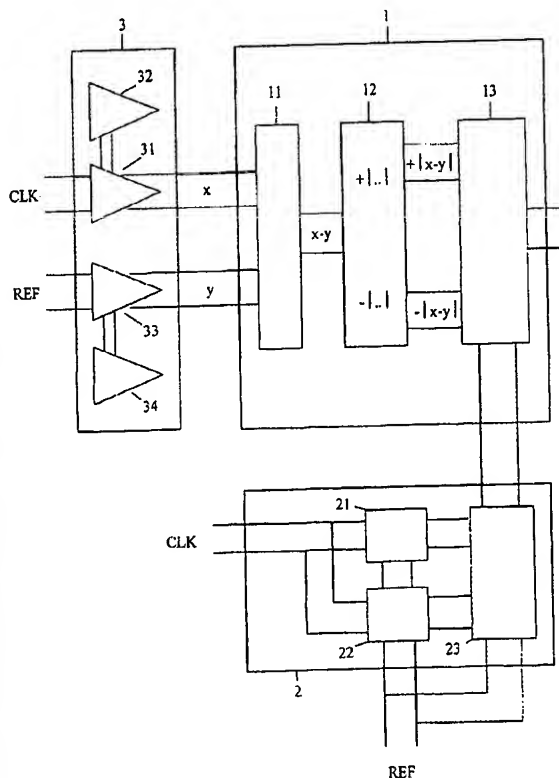 3
1
32
11
12
13
31
+|..|
+|x-y|
CLK
x
x-y
REF
y
-|..|
-|x-y|
33
34
21
CLK
22
23
2
REF